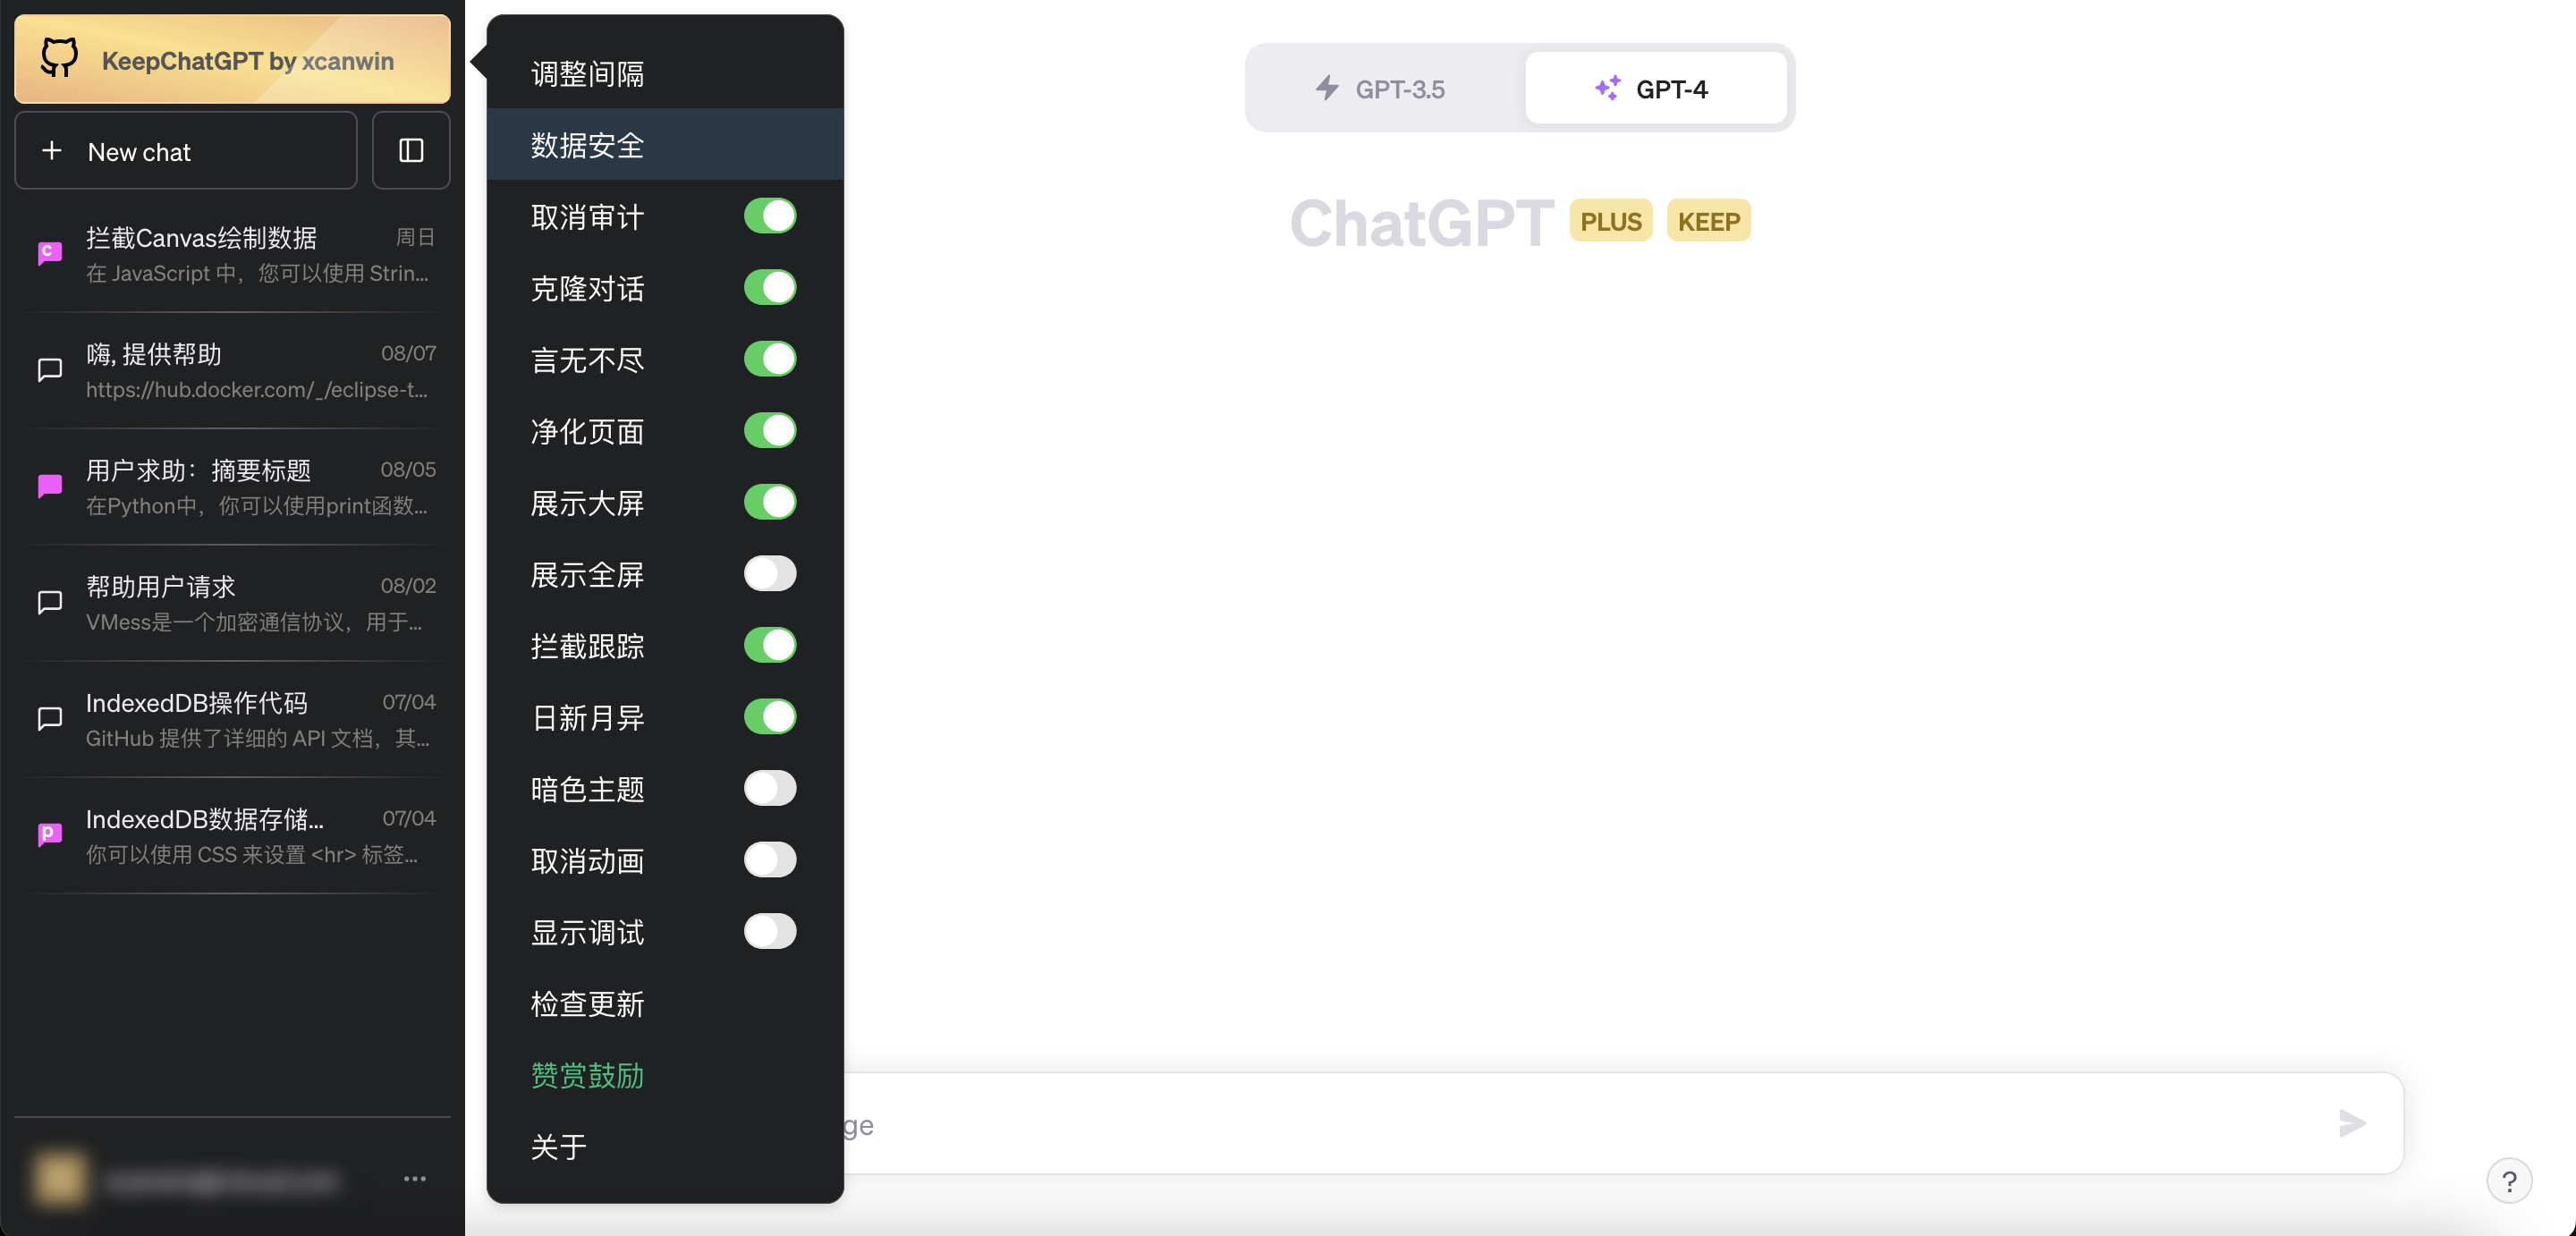 KeepChatGPT by xcanwin
New chat
拦截Canvas绘制数据 周日
在 JavaScript 中，您可以使用 Strin...
嗨, 提供帮助 08/07
https://hub.docker.com/_/eclipse-t...
用户求助：摘要标题 08/05
在Python中，你可以使用print函数...
帮助用户请求 08/02
VMess是一个加密通信协议，用于...
IndexedDB操作代码 07/04
GitHub 提供了详细的 API 文档，其...
IndexedDB数据存储... 07/04
你可以使用 CSS 来设置 <hr> 标签...
调整间隔
数据安全
取消审计
克隆对话
言无不尽
净化页面
展示大屏
展示全屏
拦截跟踪
日新月异
暗色主题
取消动画
显示调试
检查更新
赞赏鼓励
关于
GPT-3.5 GPT-4
ChatGPT PLUS KEEP
ge
?